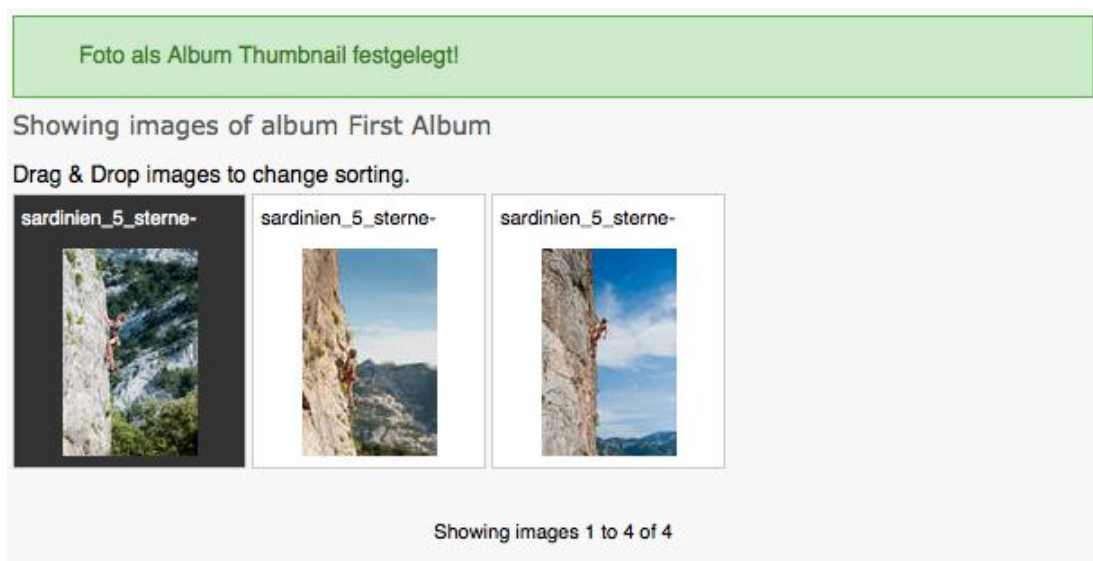 Foto als Album Thumbnail festgelegt!
Showing images of album First Album
Drag & Drop images to change sorting.
sardinien_5_sterne- sardinien_5_sterne- sardinien_5_sterne-
Showing images 1 to 4 of 4